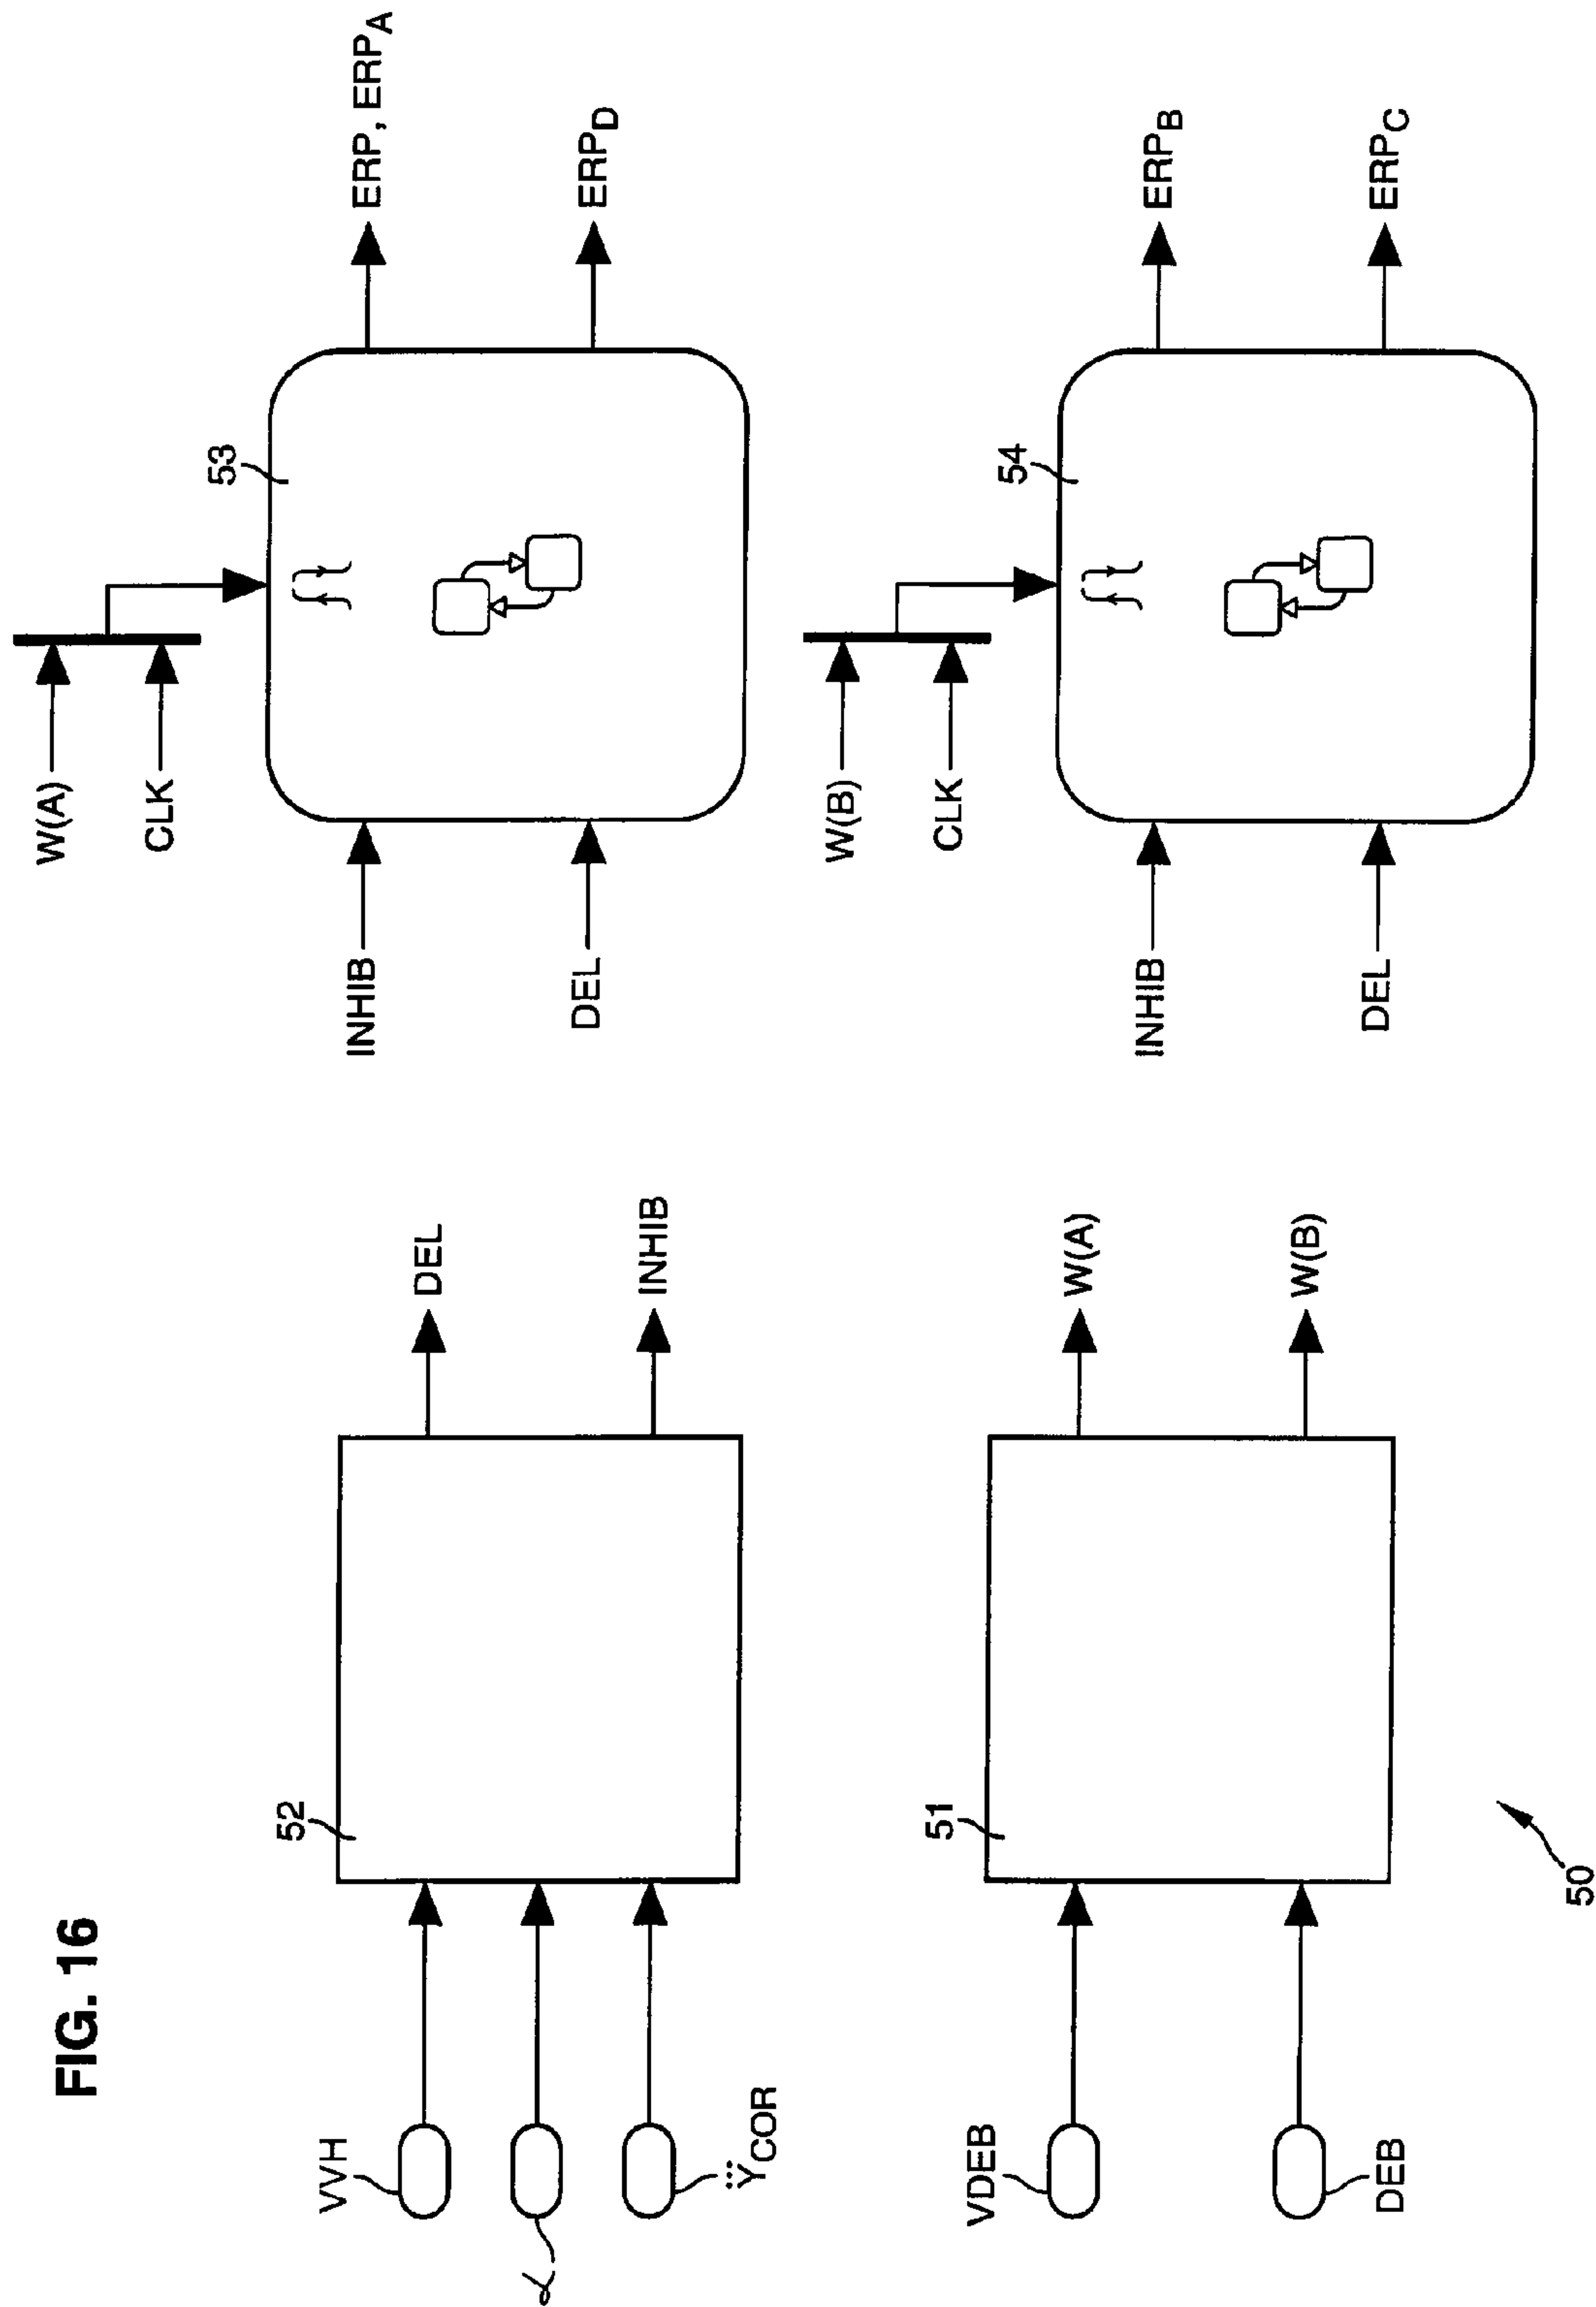 FIG. 16
VVH
α
Y⃛COR
52
DEL
INHIB
VDEB
DEB
51
W(A)
W(B)
50
W(A)
CLK
INHIB
DEL
53
ERP, ERPA
ERPD
W(B)
CLK
INHIB
DEL
54
ERPB
ERPC